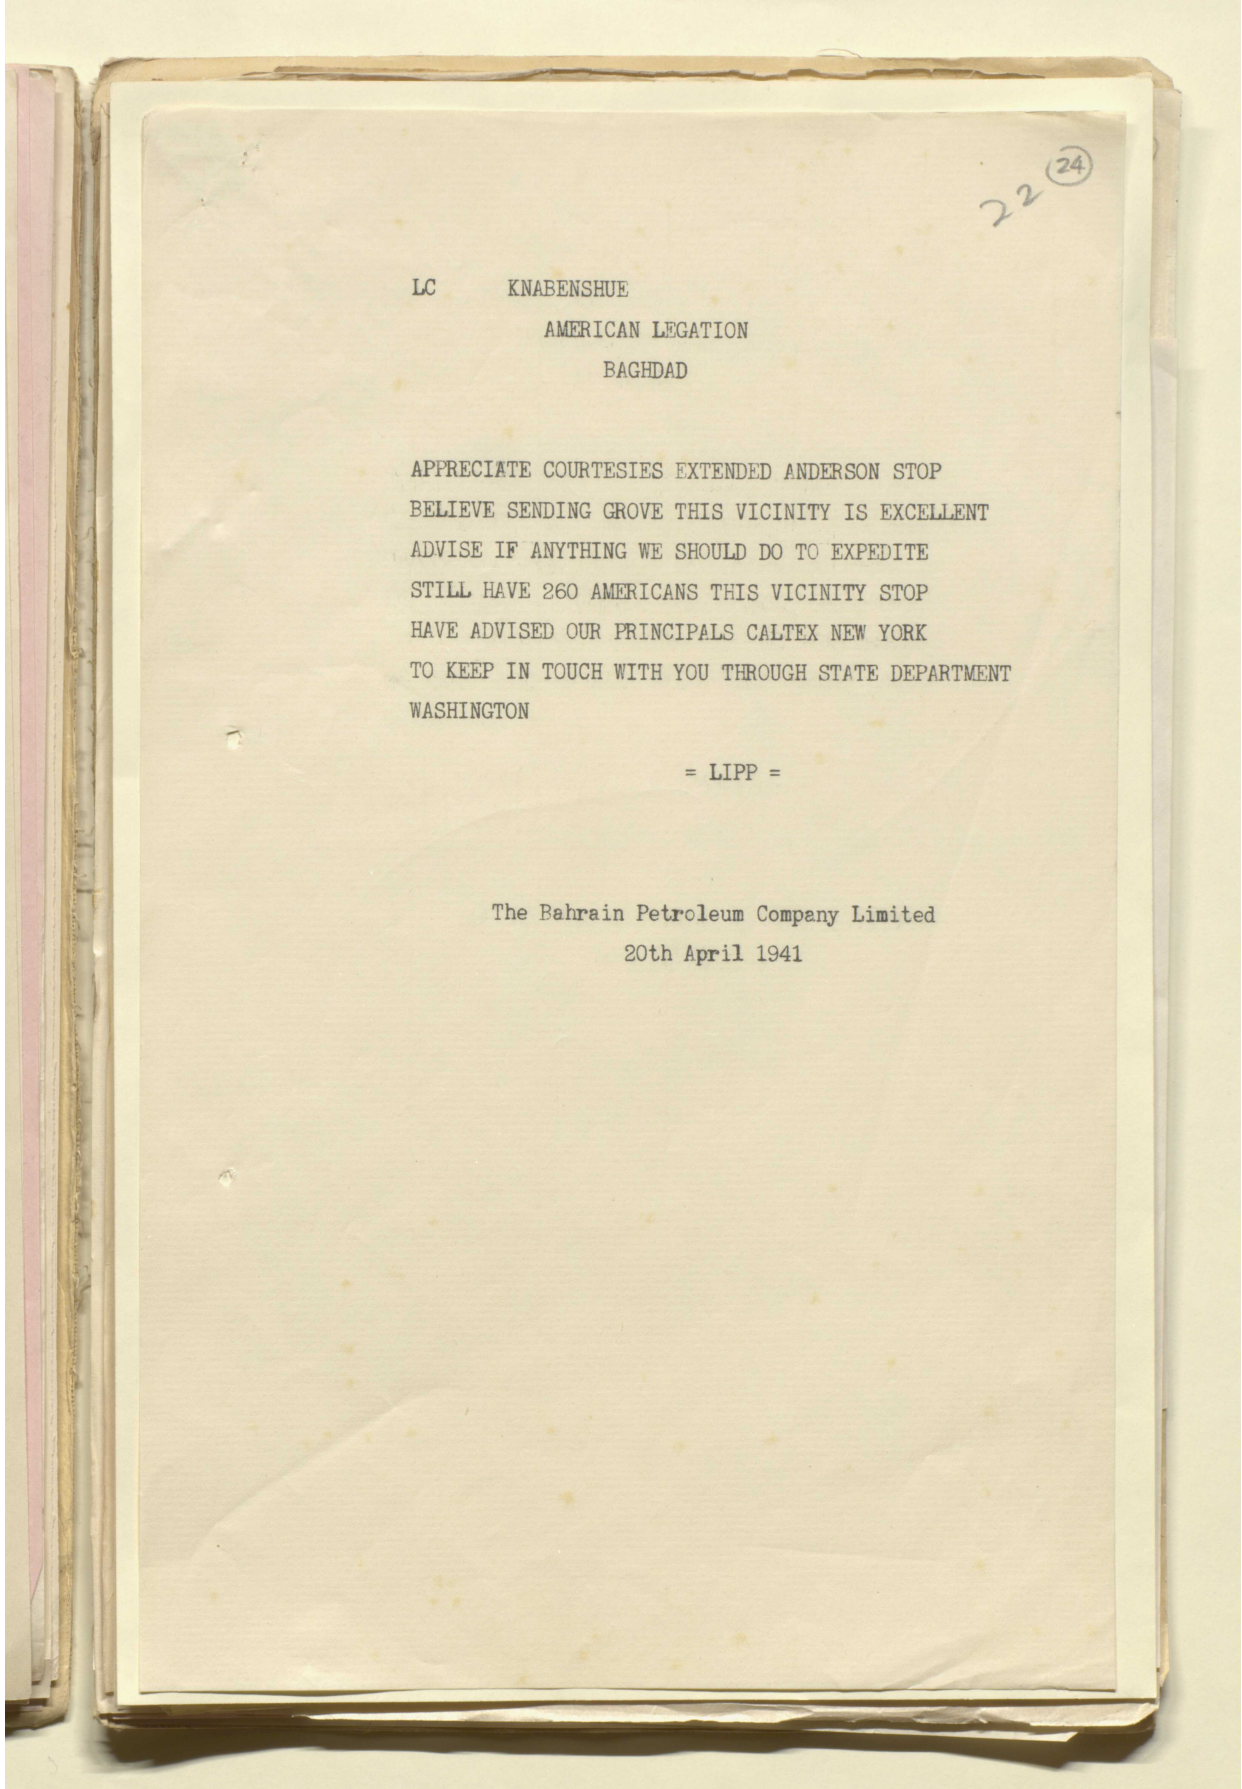 24
22
LC KNABENSHUE
AMERICAN LEGATION
BAGHDAD
APPRECIATE COURTESIES EXTENDED ANDERSON STOP
BELIEVE SENDING GROVE THIS VICINITY IS EXCELLENT
ADVISE IF ANYTHING WE SHOULD DO TO EXPEDITE
STILL HAVE 260 AMERICANS THIS VICINITY STOP
HAVE ADVISED OUR PRINCIPALS CALTEX NEW YORK
TO KEEP IN TOUCH WITH YOU THROUGH STATE DEPARTMENT
WASHINGTON
= LIPP =
The Bahrain Petroleum Company Limited
20th April 1941